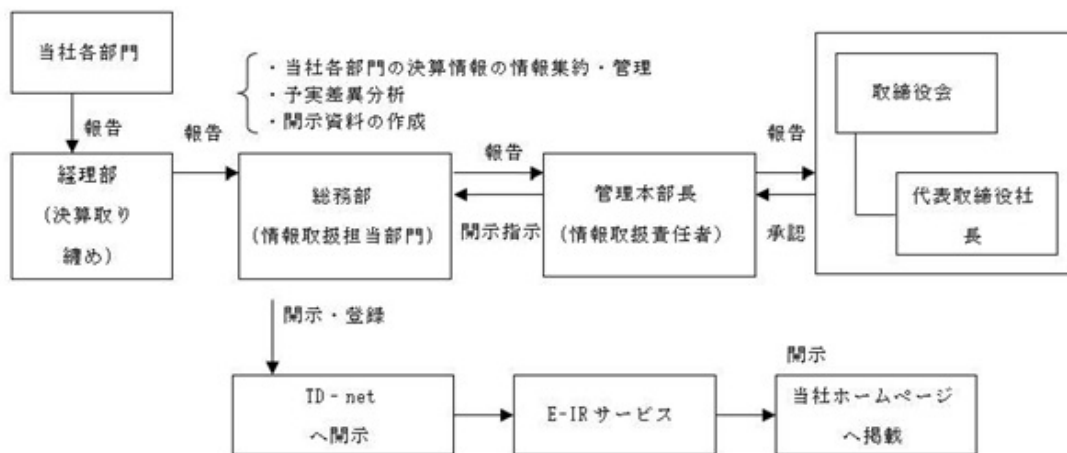 当社各部門
・当社各部門の決算情報の情報集約・管理
・予実差異分析
・開示資料の作成
報告
経理部
(決算取り
纏め)
報告
総務部
(情報取扱担当部門)
報告
開示指示
管理本部長
(情報取扱責任者)
報告
承認
取締役会
代表取締役社
長
開示・登録
TD-net
へ開示
E-IRサービス
開示
当社ホームページ
へ掲載